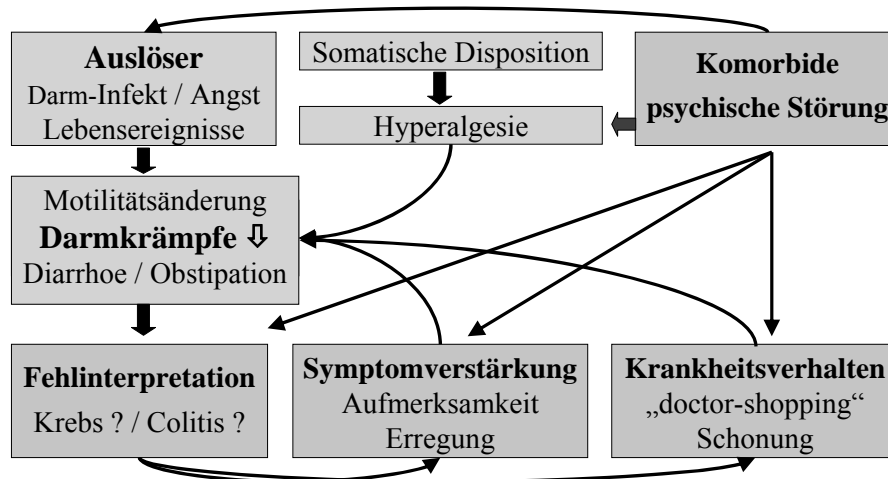 Auslöser
Darm-Infekt / Angst
Lebensereignisse
Somatische Disposition
Hyperalgesie
Komorbide
psychische Störung
Motilitätsänderung
Darmkrämpfe ⇩
Diarrhoe / Obstipation
Fehlinterpretation
Krebs ? / Colitis ?
Symptomverstärkung
Aufmerksamkeit
Erregung
Krankheitsverhalten
„doctor-shopping“
Schonung